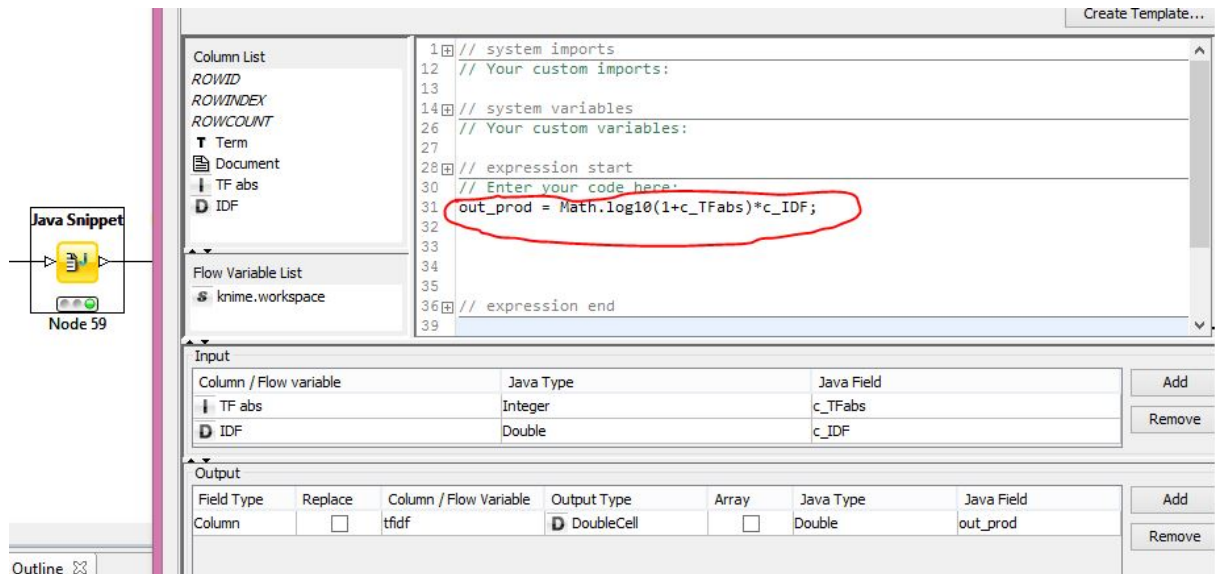 Create Template...
Column List
ROWID
ROWINDEX
ROWCOUNT
T Term
Document
I TF abs
D IDF
Flow Variable List
s knime.workspace
1 // system imports
12 // Your custom imports:
13
14 // system variables
26 // Your custom variables:
27
28 // expression start
30 // Enter your code here:
31 out_prod = Math.log10(1+c_TFabs)*c_IDF;
32
33
34
35
36 // expression end
39
Java Snippet
Node 59
Input
Column / Flow variable Java Type Java Field
I TF abs Integer c_TFabs
D IDF Double c_IDF
Add
Remove
Output
Field Type Replace Column / Flow Variable Output Type Array Java Type Java Field
Column tfidf D DoubleCell Double out_prod
Add
Remove
Outline